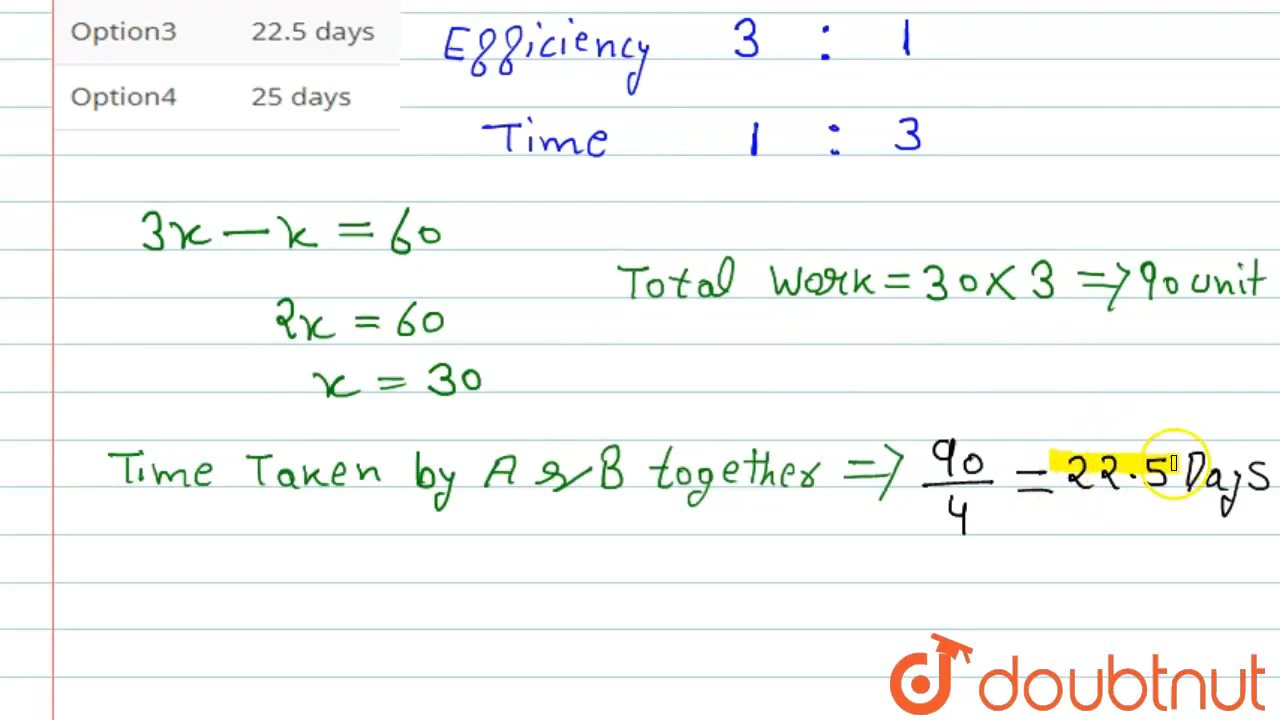 Option3 22.5 days
Efficiency 3 : 1
Option4 25 days
Time 1 : 3
3x - x = 60
Total Work = 30 × 3 => 90 unit
2x = 60
x = 30
Time Taken by A & B together => 90/4 = 22.5 Days
doubtnut